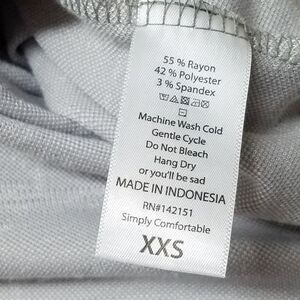 55 % Rayon
42 % Polyester
3 % Spandex
Machine Wash Cold
Gentle Cycle
Do Not Bleach
Hang Dry
or you'll be sad
MADE IN INDONESIA
RN#142151
Simply Comfortable
XXS